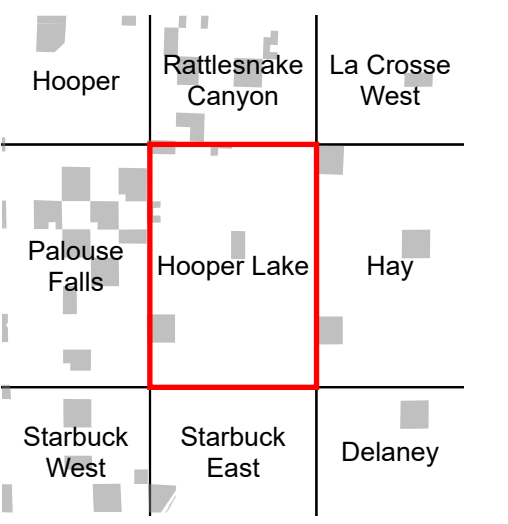 Hooper
Rattlesnake
Canyon
La Crosse
West
Palouse
Falls
Hooper Lake
Hay
Starbuck
West
Starbuck
East
Delaney